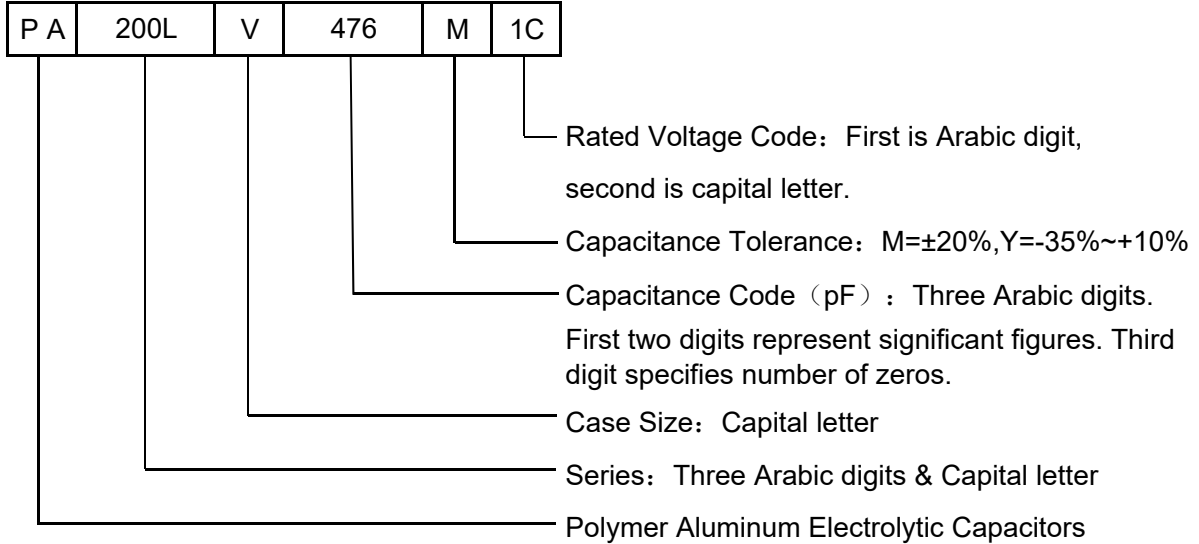 P A 200L V 476 M 1C
Rated Voltage Code：First is Arabic digit,
second is capital letter.
Capacitance Tolerance：M=±20%,Y=-35%~+10%
Capacitance Code（pF）：Three Arabic digits.
First two digits represent significant figures. Third
digit specifies number of zeros.
Case Size：Capital letter
Series：Three Arabic digits & Capital letter
Polymer Aluminum Electrolytic Capacitors